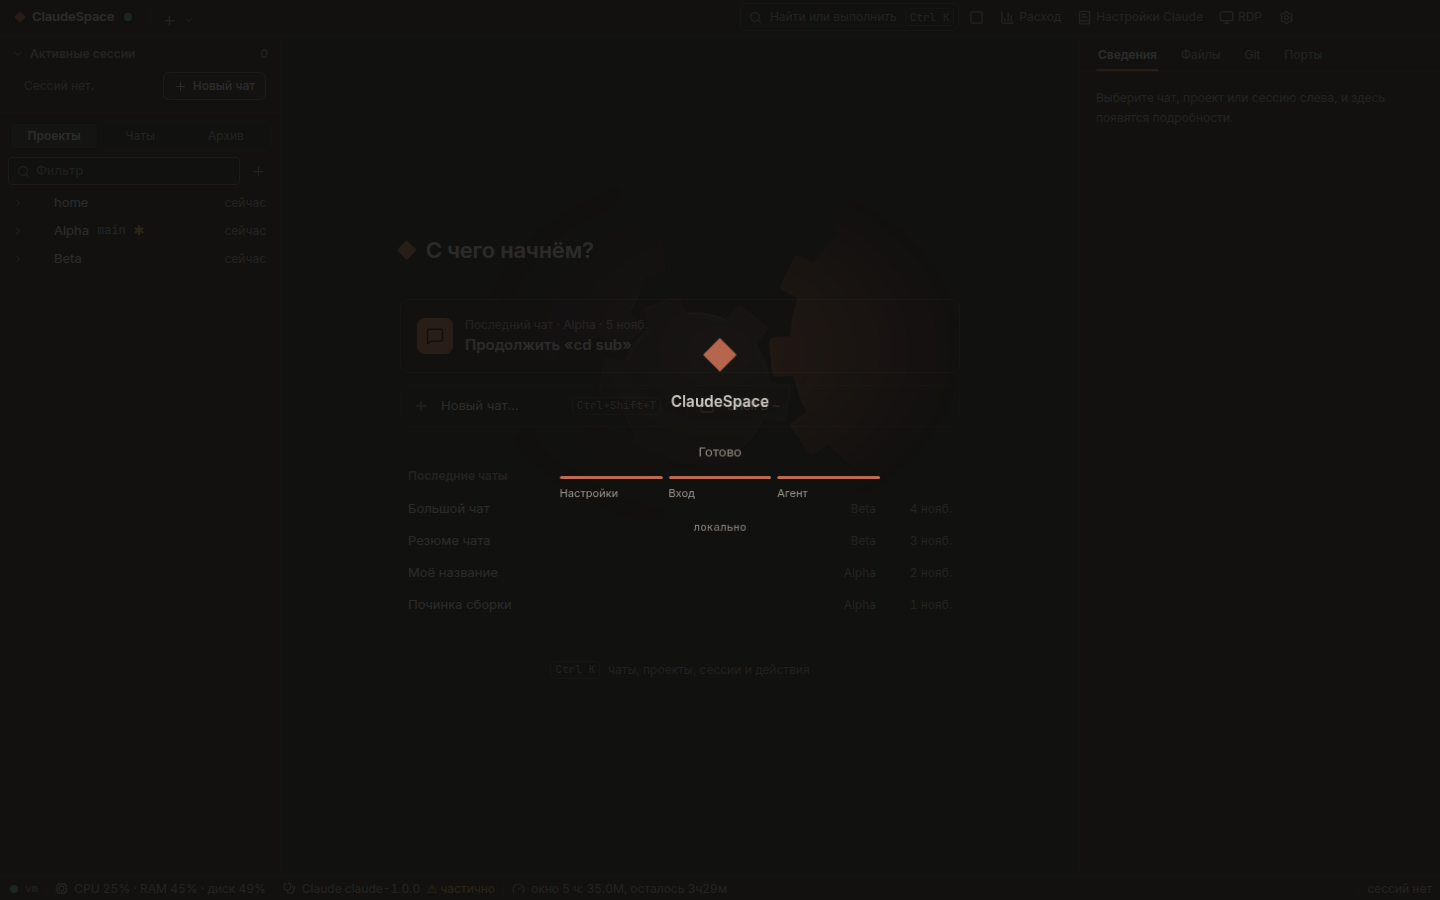 ClaudeSpace
Найти или выполнить Ctrl K
Расход
Настройки Claude
RDP
Активные сессии 0
Сессий нет.
Новый чат
Проекты Чаты Архив
Фильтр
home сейчас
Alpha main сейчас
Beta сейчас
С чего начнём?
Последний чат · Alpha · 5 нояб.
Продолжить «cd sub»
Новый чат... Ctrl+Shift+T
ClaudeSpace
Готово
Настройки Вход Агент
локально
Последние чаты
Большой чат Beta 4 нояб.
Резюме чата Beta 3 нояб.
Моё название Alpha 2 нояб.
Починка сборки Alpha 1 нояб.
Ctrl K чаты, проекты, сессии и действия
Сведения Файлы Git Порты
Выберите чат, проект или сессию слева, и здесь
появятся подробности.
vm CPU 25% · RAM 45% · диск 49% Claude claude-1.0.0 ⚠ частично окно 5 ч: 35.0M, осталось 3ч29м сессий нет